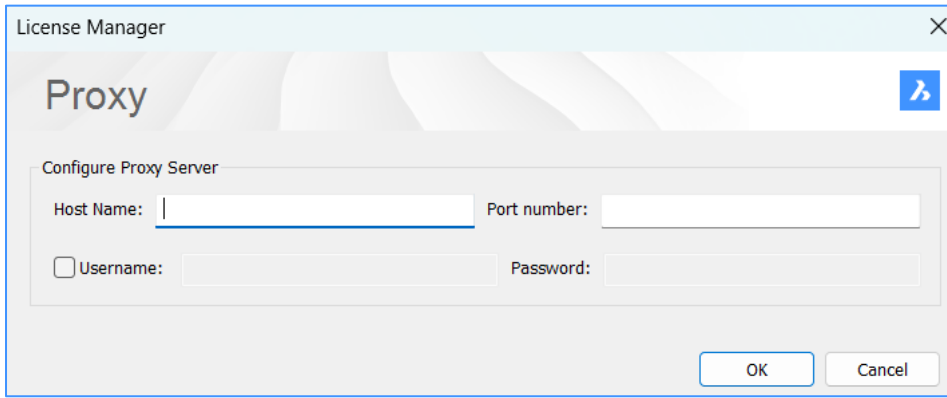 License Manager
Proxy
Configure Proxy Server
Host Name: Port number:
Username: Password:
OK Cancel